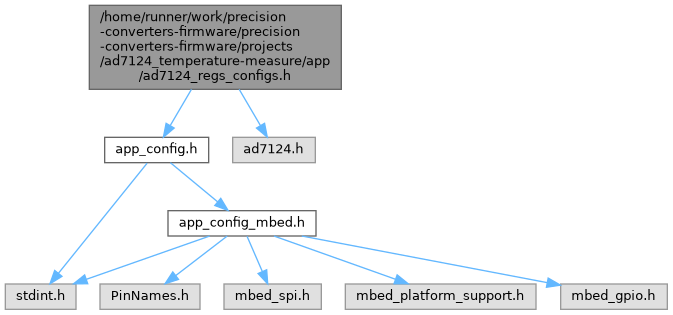 /home/runner/work/precision
-converters-firmware/precision
-converters-firmware/projects
/ad7124_temperature-measure/app
/ad7124_regs_configs.h
app_config.h
ad7124.h
app_config_mbed.h
stdint.h
PinNames.h
mbed_spi.h
mbed_platform_support.h
mbed_gpio.h